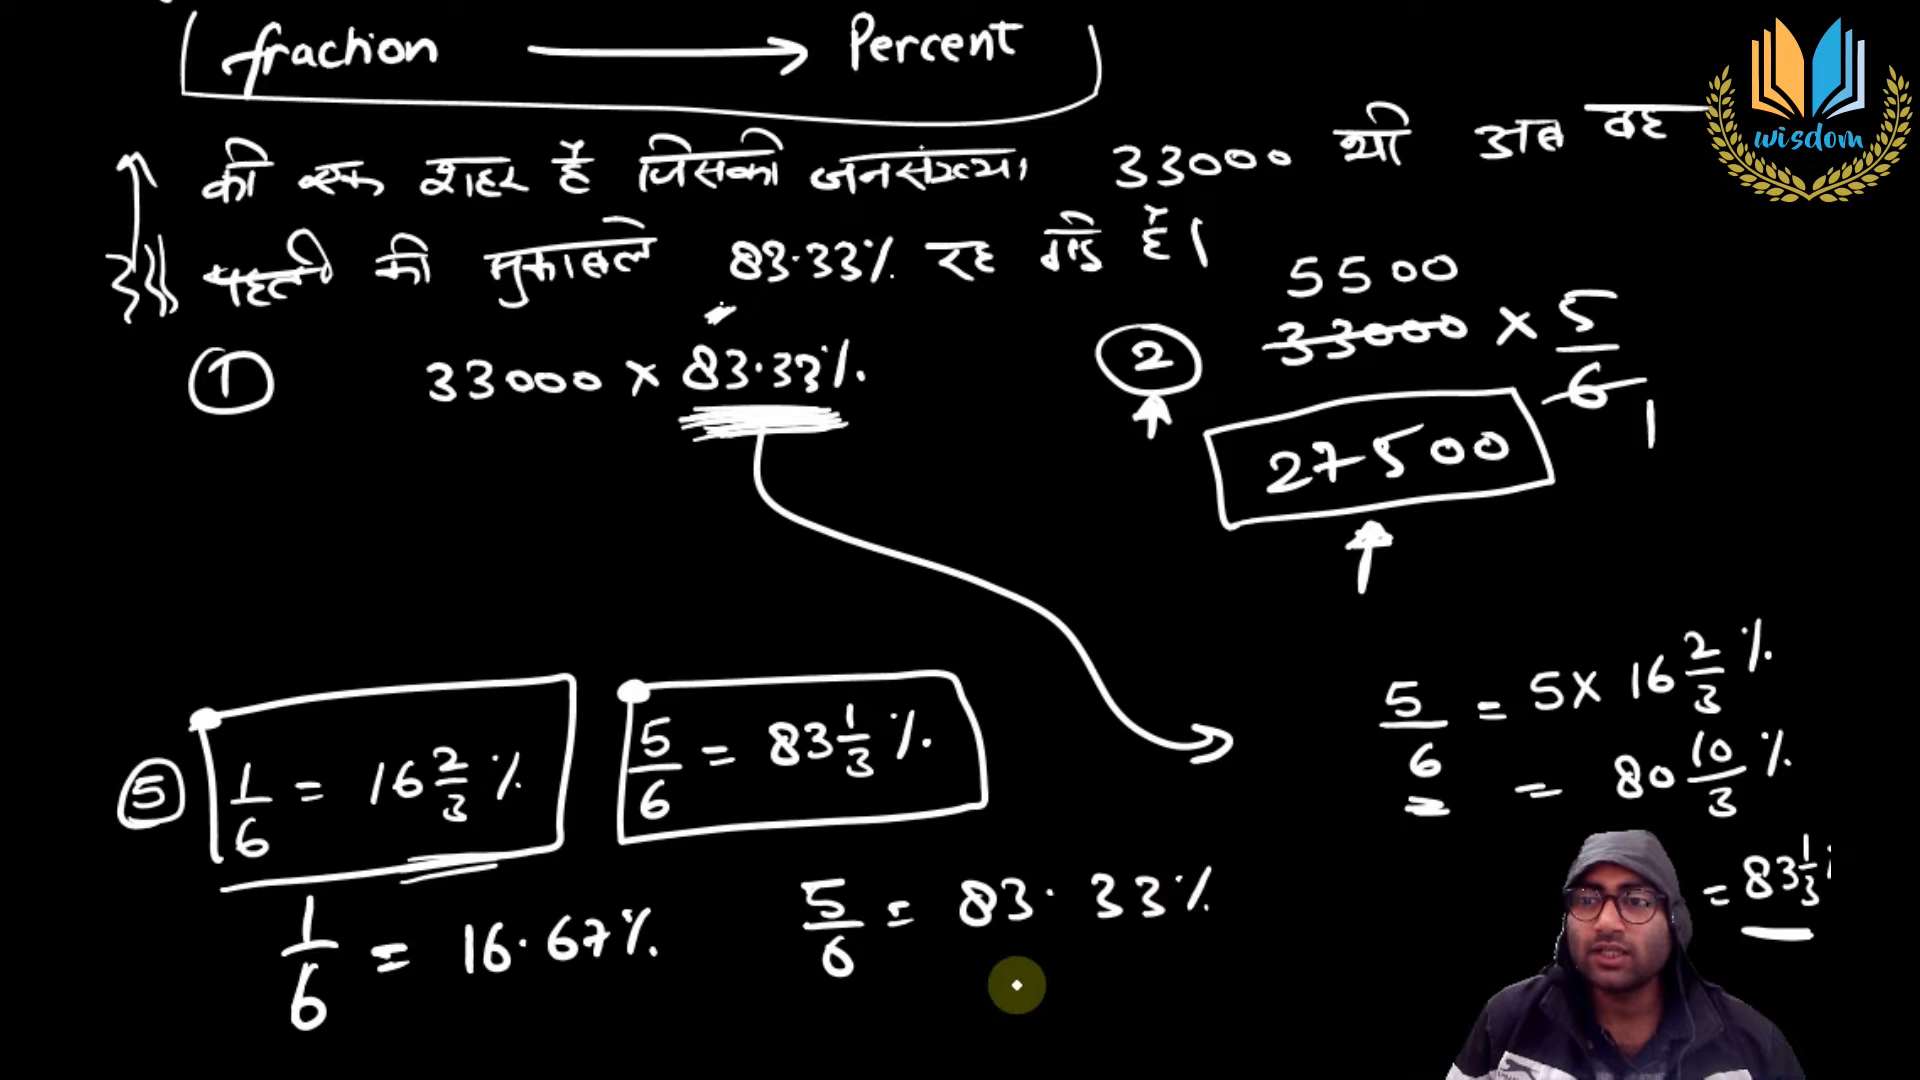 fraction → Percent
wisdom
की एक शहर है जिसकी जनसंख्या 33000 थी अब वह
पहली की मुकाबले 83.33% रह गई है।
① 33000 × 83.33%
② 5500
33000 × 5/6
1
27500
⑤ 1/6 = 16 2/3 %
5/6 = 83 1/3 %
1/6 = 16.67%
5/6 = 83.33%
5/6 = 5 × 16 2/3 %
= 80 10/3 %
= 83 1/3